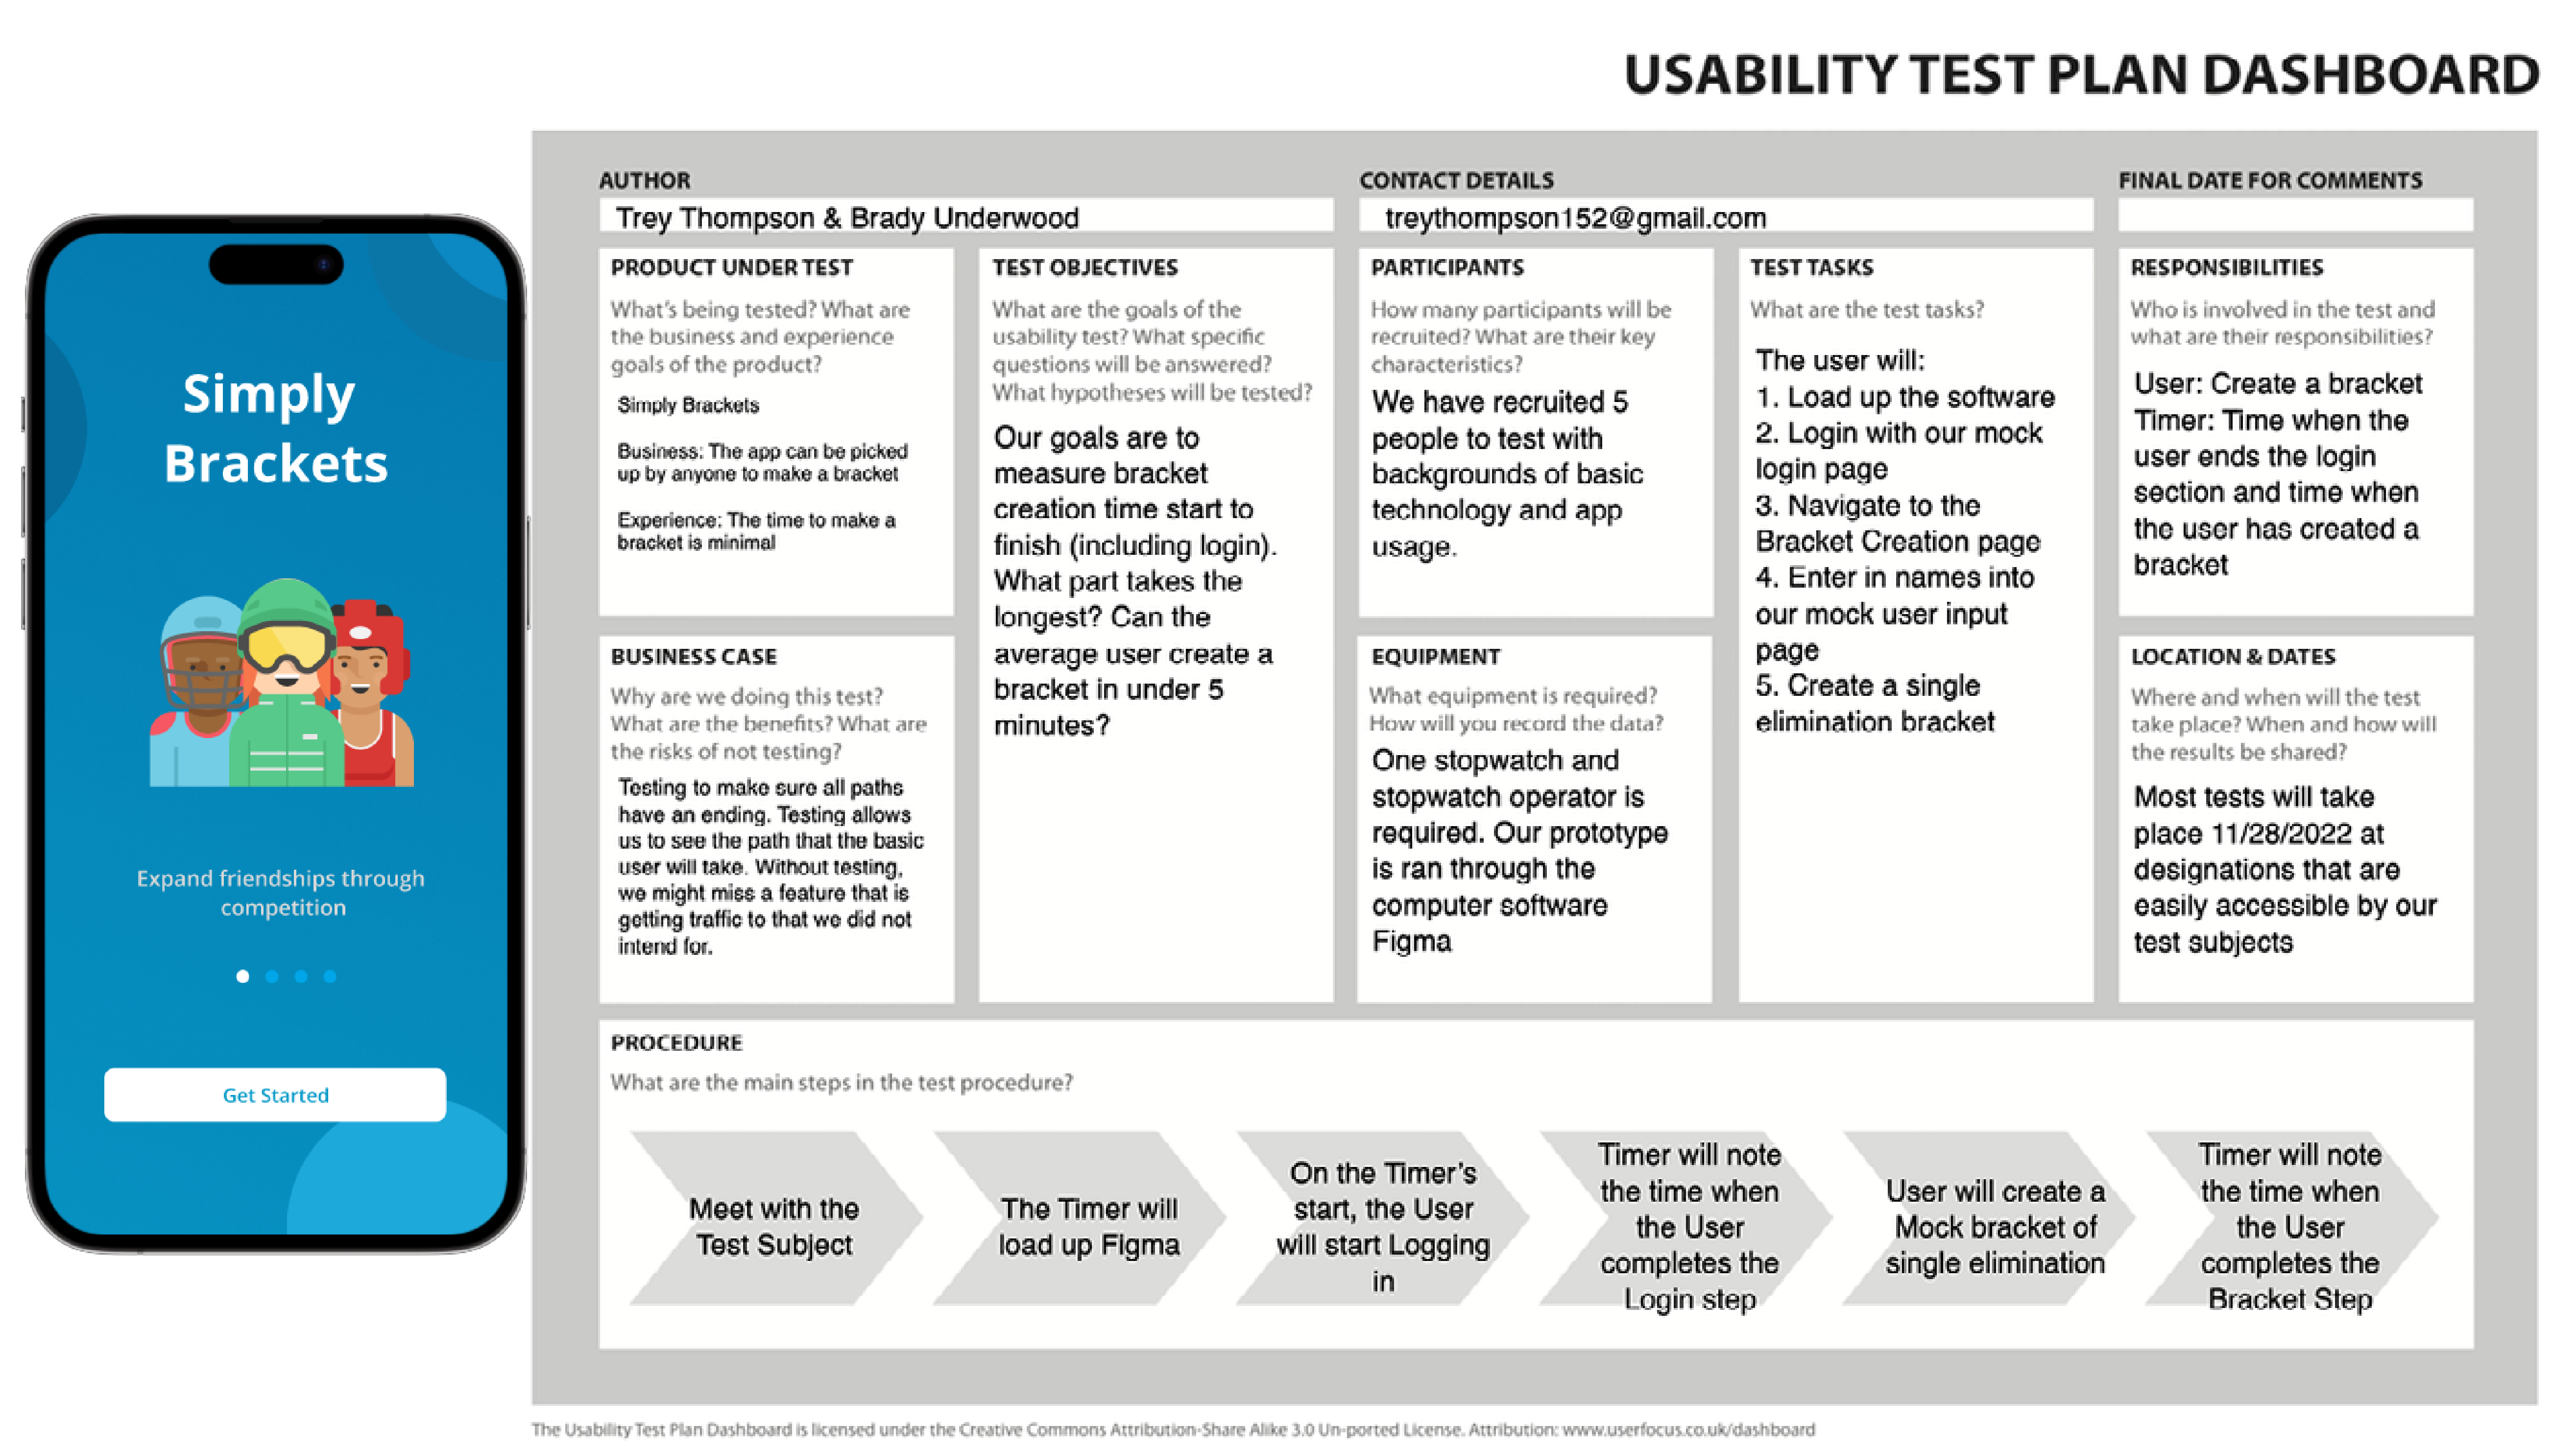 USABILITY TEST PLAN DASHBOARD
Simply
Brackets
Expand friendships through
competition
Get Started
AUTHOR
Trey Thompson & Brady Underwood
CONTACT DETAILS
treythompson152@gmail.com
FINAL DATE FOR COMMENTS
PRODUCT UNDER TEST
What's being tested? What are
the business and experience
goals of the product?
Simply Brackets
Business: The app can be picked
up by anyone to make a bracket
Experience: The time to make a
bracket is minimal
BUSINESS CASE
Why are we doing this test?
What are the benefits? What are
the risks of not testing?
Testing to make sure all paths
have an ending. Testing allows
us to see the path that the basic
user will take. Without testing,
we might miss a feature that is
getting traffic to that we did not
intend for.
TEST OBJECTIVES
What are the goals of the
usability test? What specific
questions will be answered?
What hypotheses will be tested?
Our goals are to
measure bracket
creation time start to
finish (including login).
What part takes the
longest? Can the
average user create a
bracket in under 5
minutes?
PARTICIPANTS
How many participants will be
recruited? What are their key
characteristics?
We have recruited 5
people to test with
backgrounds of basic
technology and app
usage.
EQUIPMENT
What equipment is required?
How will you record the data?
One stopwatch and
stopwatch operator is
required. Our prototype
is ran through the
computer software
Figma
TEST TASKS
What are the test tasks?
The user will:
1. Load up the software
2. Login with our mock
login page
3. Navigate to the
Bracket Creation page
4. Enter in names into
our mock user input
page
5. Create a single
elimination bracket
RESPONSIBILITIES
Who is involved in the test and
what are their responsibilities?
User: Create a bracket
Timer: Time when the
user ends the login
section and time when
the user has created a
bracket
LOCATION & DATES
Where and when will the test
take place? When and how will
the results be shared?
Most tests will take
place 11/28/2022 at
designations that are
easily accessible by our
test subjects
PROCEDURE
What are the main steps in the test procedure?
Meet with the
Test Subject
The Timer will
load up Figma
On the Timer's
start, the User
will start Logging
in
Timer will note
the time when
the User
completes the
Login step
User will create a
Mock bracket of
single elimination
Timer will note
the time when
the User
completes the
Bracket Step
The Usability Test Plan Dashboard is licensed under the Creative Commons Attribution-Share Alike 3.0 Un-ported License. Attribution: www.userfocus.co.uk/dashboard